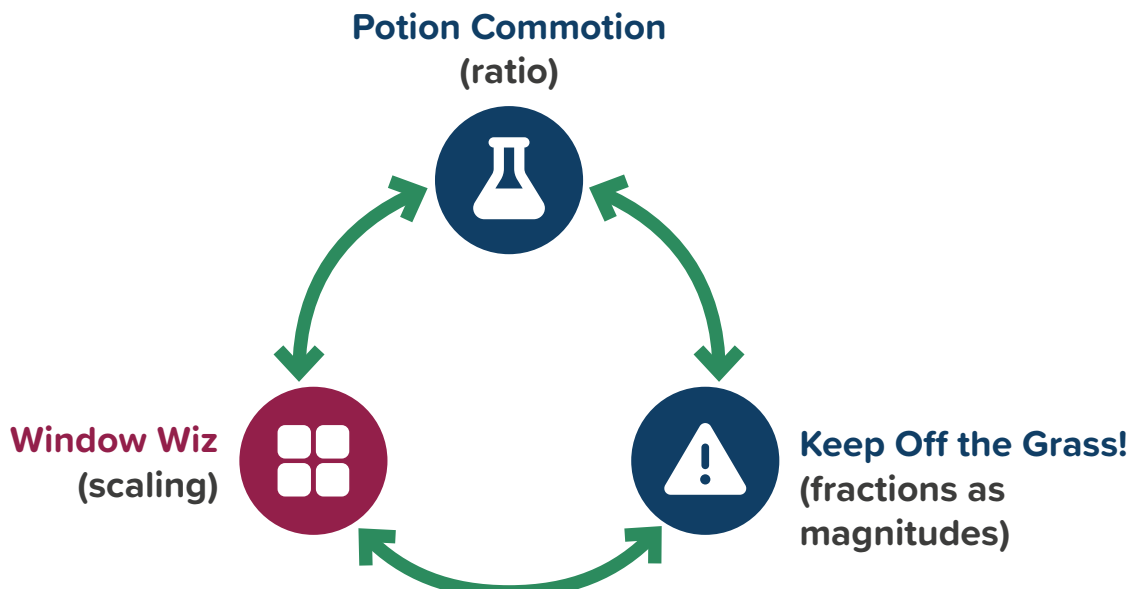 Potion Commotion
(ratio)
Window Wiz
(scaling)
Keep Off the Grass!
(fractions as
magnitudes)